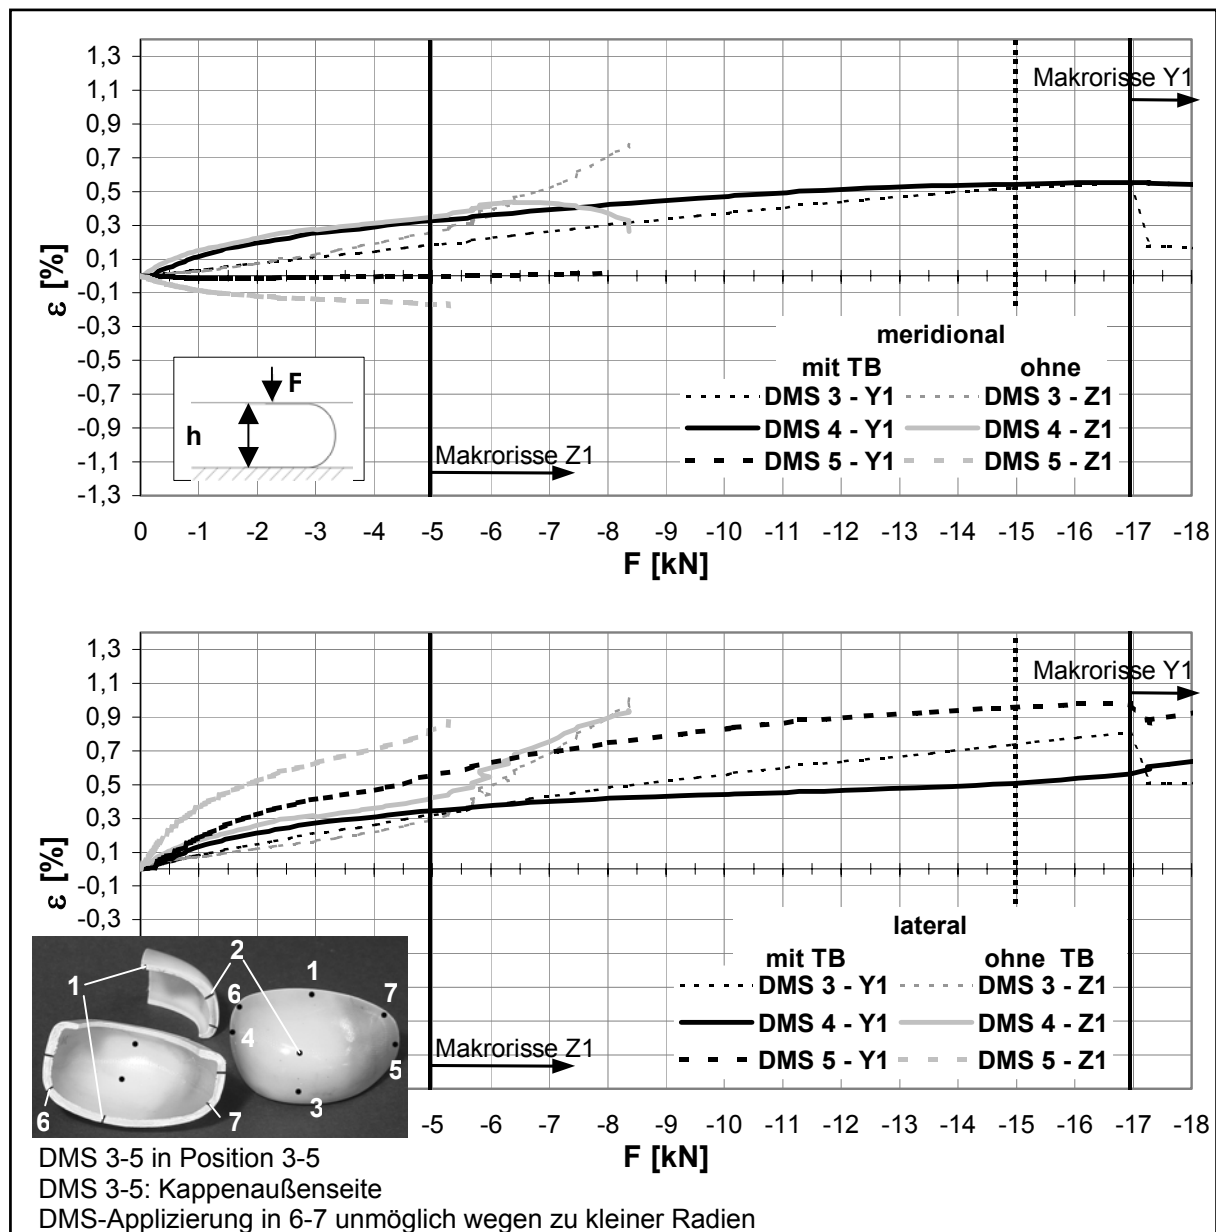 1,3
1,1
0,9
0,7
0,5
0,3
0,1
-0,1
-0,3
-0,5
-0,7
-0,9
-1,1
-1,3
ε [%]
Makrorisse Y1
meridional
mit TB ohne
DMS 3 - Y1 DMS 3 - Z1
DMS 4 - Y1 DMS 4 - Z1
DMS 5 - Y1 DMS 5 - Z1
F
h
Makrorisse Z1
0 -1 -2 -3 -4 -5 -6 -7 -8 -9 -10 -11 -12 -13 -14 -15 -16 -17 -18
F [kN]
1,3
1,1
0,9
0,7
0,5
0,3
0,1
-0,1
-0,3
ε [%]
Makrorisse Y1
lateral
mit TB ohne TB
DMS 3 - Y1 DMS 3 - Z1
DMS 4 - Y1 DMS 4 - Z1
DMS 5 - Y1 DMS 5 - Z1
Makrorisse Z1
1 2 1 6 7
4 5
6 7 3
-5 -6 -7 -8 -9 -10 -11 -12 -13 -14 -15 -16 -17 -18
F [kN]
DMS 3-5 in Position 3-5
DMS 3-5: Kappenaußenseite
DMS-Applizierung in 6-7 unmöglich wegen zu kleiner Radien